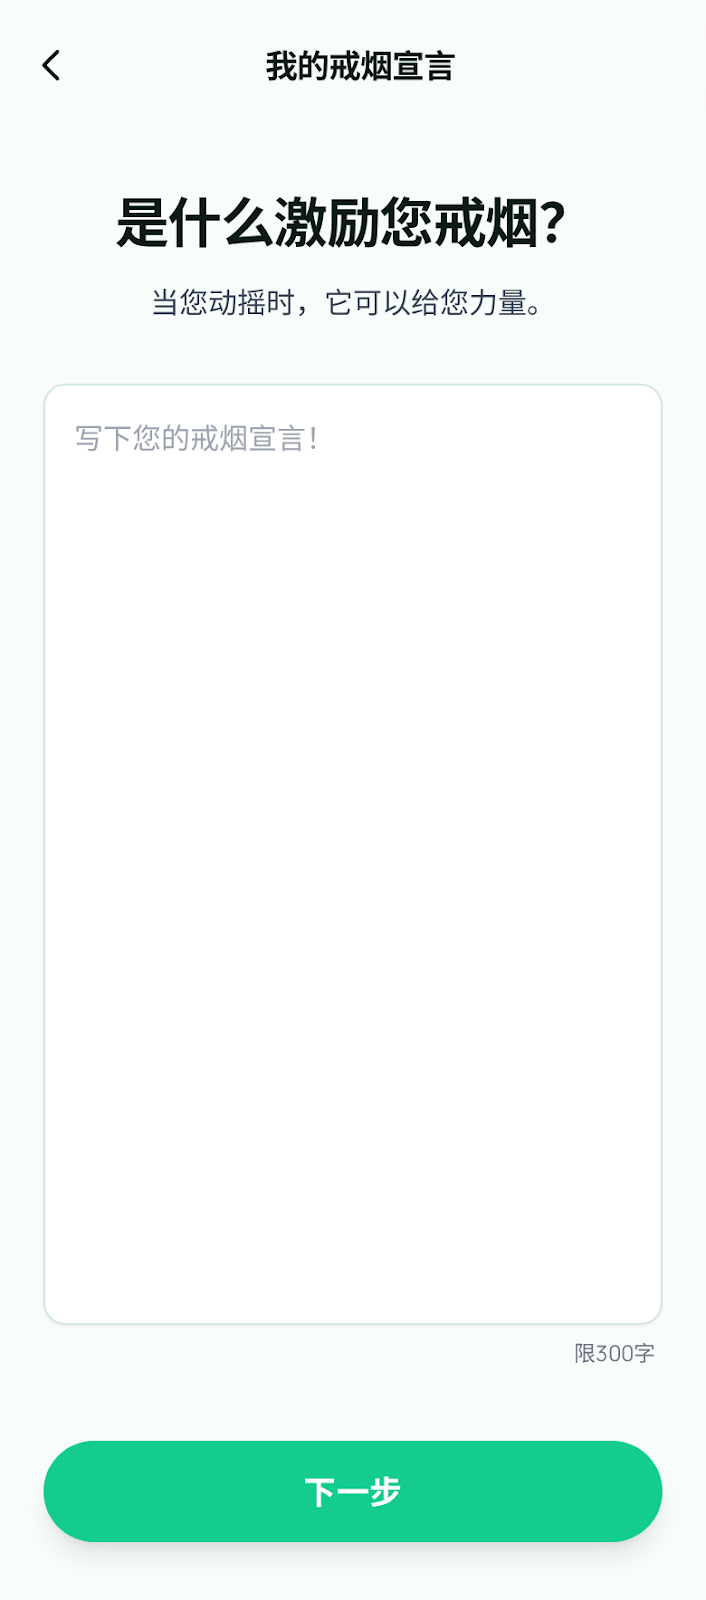 我的戒烟宣言
是什么激励您戒烟？
当您动摇时，它可以给您力量。
写下您的戒烟宣言！
限300字
下一步